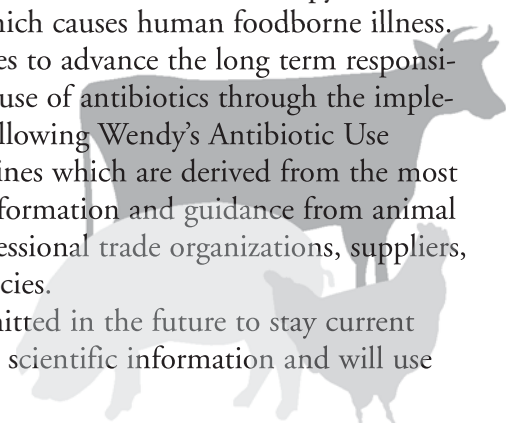 hich causes human foodborne illness.
es to advance the long term responsi-
use of antibiotics through the imple-
llowing Wendy's Antibiotic Use
ines which are derived from the most
formation and guidance from animal
essional trade organizations, suppliers,
cies.
itted in the future to stay current
scientific information and will use